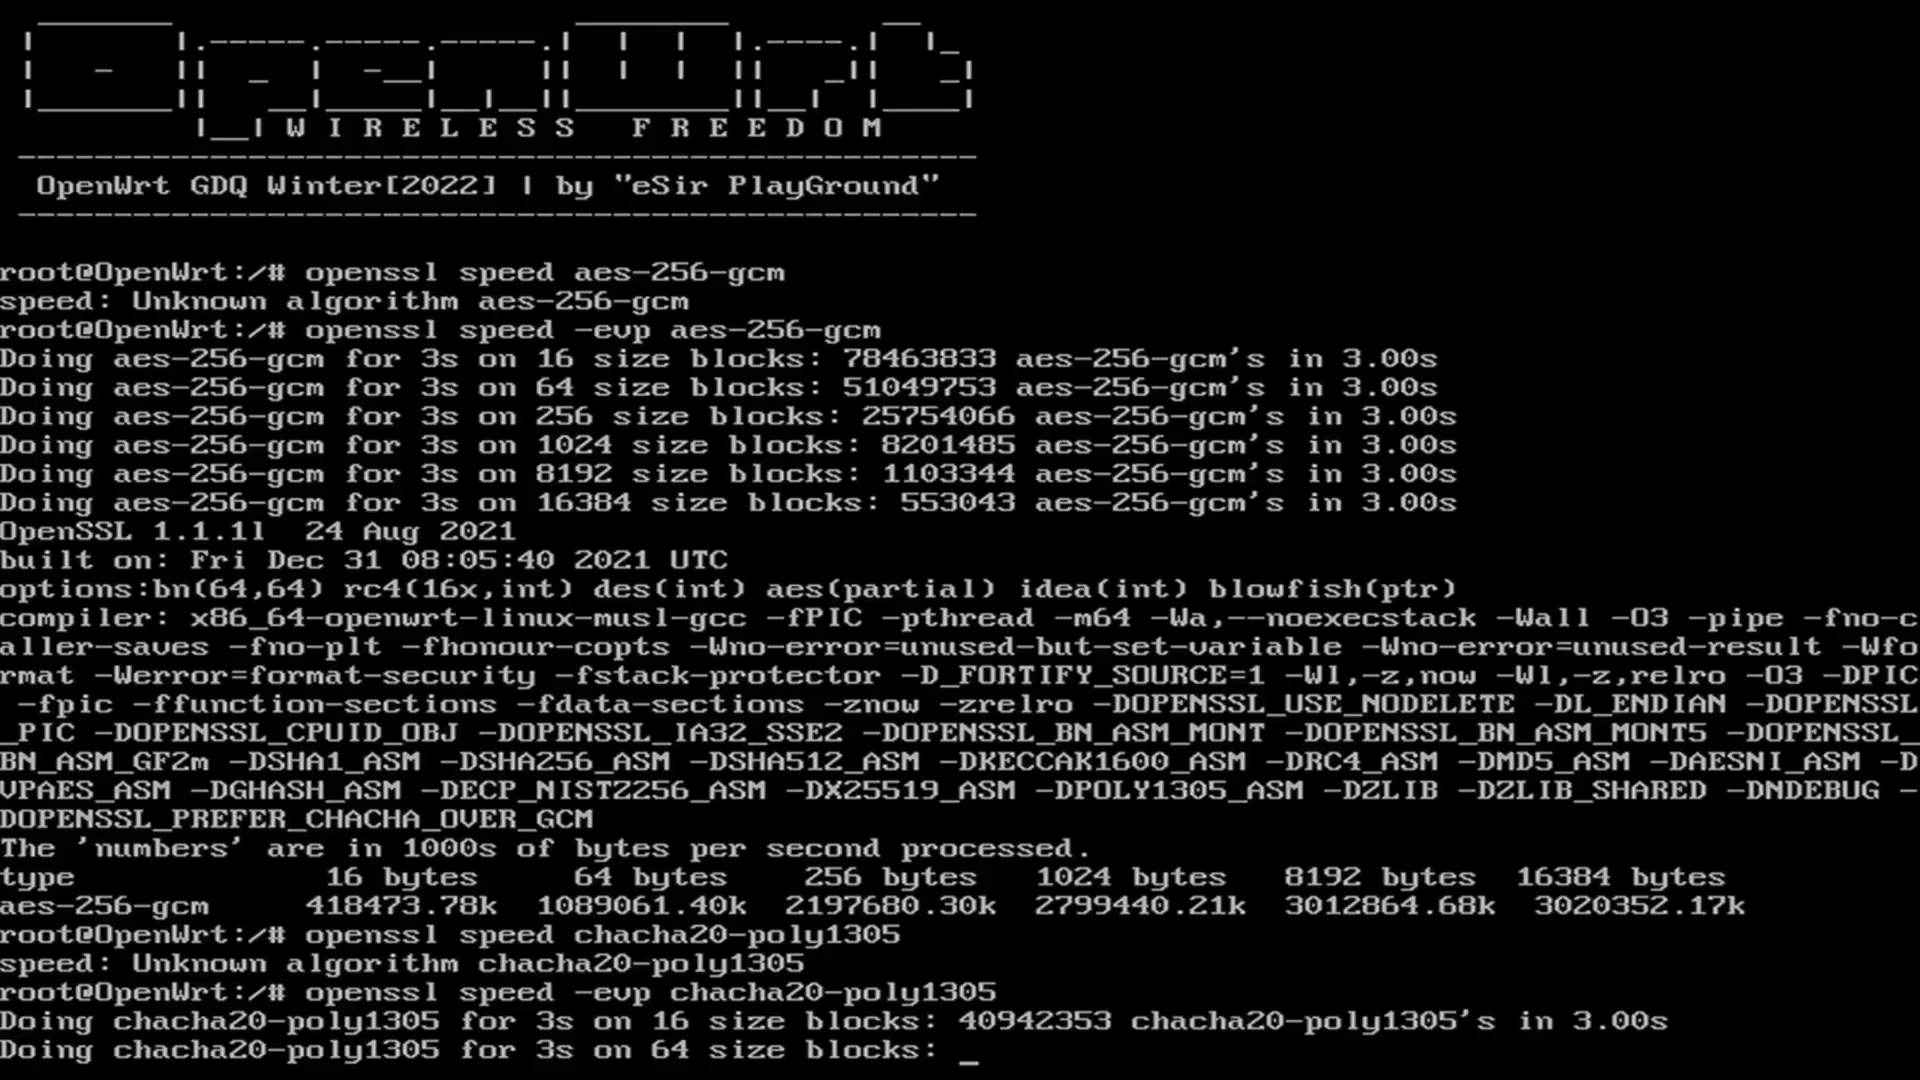 W I R E L E S S   F R E E D O M
-----------------------------------------------------
OpenWrt GDQ Winter[2022] | by "eSir PlayGround"
-----------------------------------------------------
root@OpenWrt:/# openssl speed aes-256-gcm
speed: Unknown algorithm aes-256-gcm
root@OpenWrt:/# openssl speed -evp aes-256-gcm
Doing aes-256-gcm for 3s on 16 size blocks: 78463833 aes-256-gcm's in 3.00s
Doing aes-256-gcm for 3s on 64 size blocks: 51049753 aes-256-gcm's in 3.00s
Doing aes-256-gcm for 3s on 256 size blocks: 25754066 aes-256-gcm's in 3.00s
Doing aes-256-gcm for 3s on 1024 size blocks: 8201485 aes-256-gcm's in 3.00s
Doing aes-256-gcm for 3s on 8192 size blocks: 1103344 aes-256-gcm's in 3.00s
Doing aes-256-gcm for 3s on 16384 size blocks: 553043 aes-256-gcm's in 3.00s
OpenSSL 1.1.1l  24 Aug 2021
built on: Fri Dec 31 08:05:40 2021 UTC
options:bn(64,64) rc4(16x,int) des(int) aes(partial) idea(int) blowfish(ptr)
compiler: x86_64-openwrt-linux-musl-gcc -fPIC -pthread -m64 -Wa,--noexecstack -Wall -O3 -pipe -fno-c
aller-saves -fno-plt -fhonour-copts -Wno-error=unused-but-set-variable -Wno-error=unused-result -Wfo
rmat -Werror=format-security -fstack-protector -D_FORTIFY_SOURCE=1 -Wl,-z,now -Wl,-z,relro -O3 -DPIC
 -fpic -ffunction-sections -fdata-sections -znow -zrelro -DOPENSSL_USE_NODELETE -DL_ENDIAN -DOPENSSL
_PIC -DOPENSSL_CPUID_OBJ -DOPENSSL_IA32_SSE2 -DOPENSSL_BN_ASM_MONT -DOPENSSL_BN_ASM_MONT5 -DOPENSSL_
BN_ASM_GF2m -DSHA1_ASM -DSHA256_ASM -DSHA512_ASM -DKECCAK1600_ASM -DRC4_ASM -DMD5_ASM -DAESNI_ASM -D
VPAES_ASM -DGHASH_ASM -DECP_NISTZ256_ASM -DX25519_ASM -DPOLY1305_ASM -DZLIB -DZLIB_SHARED -DNDEBUG -
DOPENSSL_PREFER_CHACHA_OVER_GCM
The 'numbers' are in 1000s of bytes per second processed.
type             16 bytes     64 bytes    256 bytes   1024 bytes   8192 bytes  16384 bytes
aes-256-gcm     418473.78k  1089061.40k  2197680.30k  2799440.21k  3012864.68k  3020352.17k
root@OpenWrt:/# openssl speed chacha20-poly1305
speed: Unknown algorithm chacha20-poly1305
root@OpenWrt:/# openssl speed -evp chacha20-poly1305
Doing chacha20-poly1305 for 3s on 16 size blocks: 40942353 chacha20-poly1305's in 3.00s
Doing chacha20-poly1305 for 3s on 64 size blocks: _